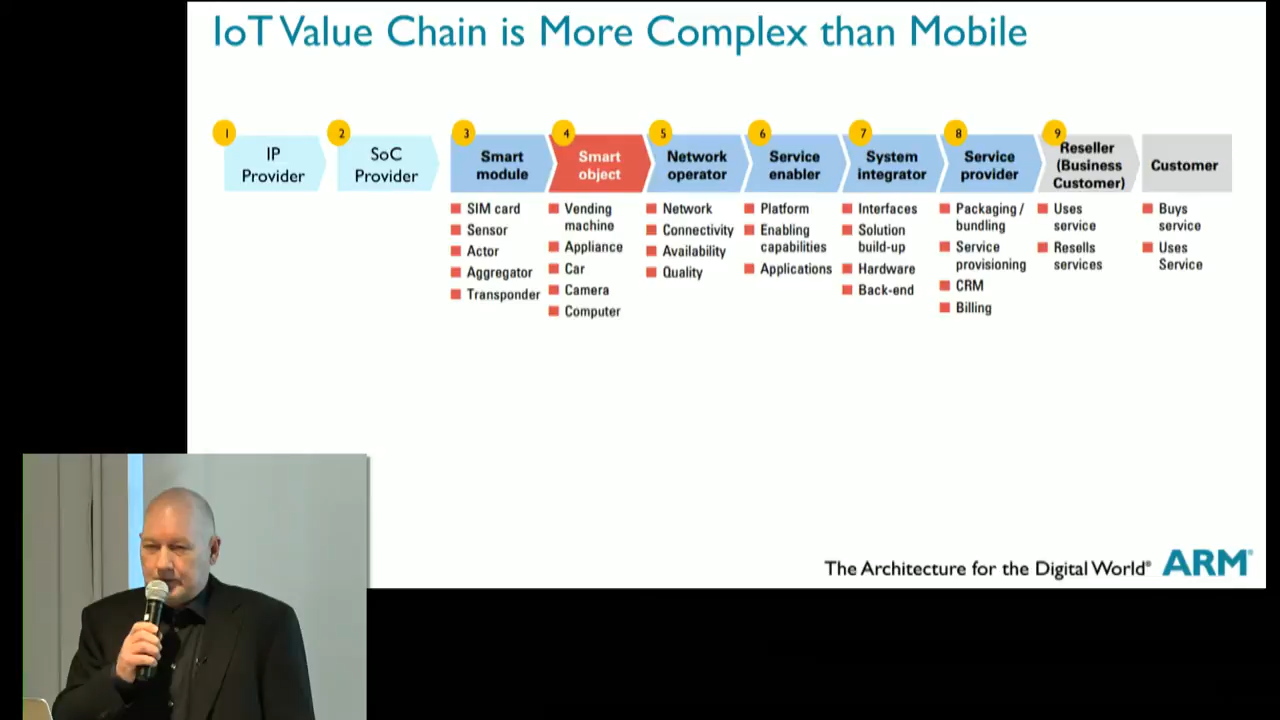 IoT Value Chain is More Complex than Mobile
1
IP
Provider
2
SoC
Provider
3
Smart
module
SIM card
Sensor
Actor
Aggregator
Transponder
4
Smart
object
Vending
machine
Appliance
Car
Camera
Computer
5
Network
operator
Network
Connectivity
Availability
Quality
6
Service
enabler
Platform
Enabling
capabilities
Applications
7
System
integrator
Interfaces
Solution
build-up
Hardware
Back-end
8
Service
provider
Packaging/
bundling
Service
provisioning
CRM
Billing
9
Reseller
(Business
Customer)
Uses
service
Resells
services
Customer
Buys
service
Uses
Service
The Architecture for the Digital World®
ARM®